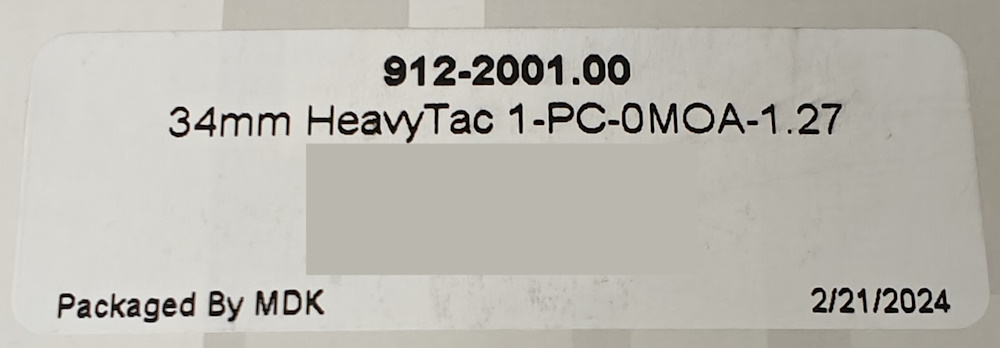 912-2001.00
34mm HeavyTac 1-PC-0MOA-1.27
Packaged By MDK
2/21/2024